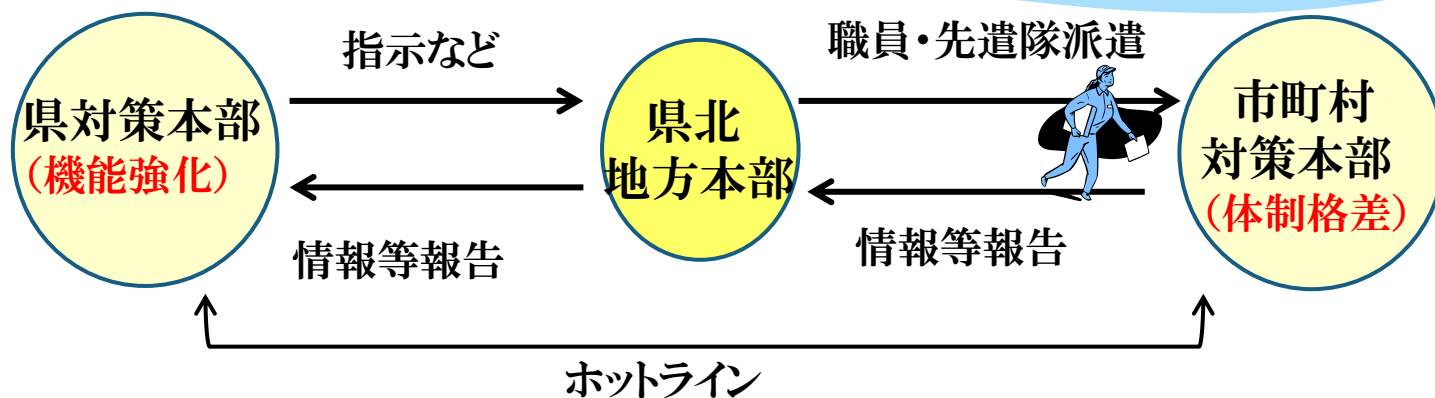 指示など
職員・先遣隊派遣
県対策本部
（機能強化）
県北
地方本部
市町村
対策本部
（体制格差）
情報等報告
情報等報告
ホットライン